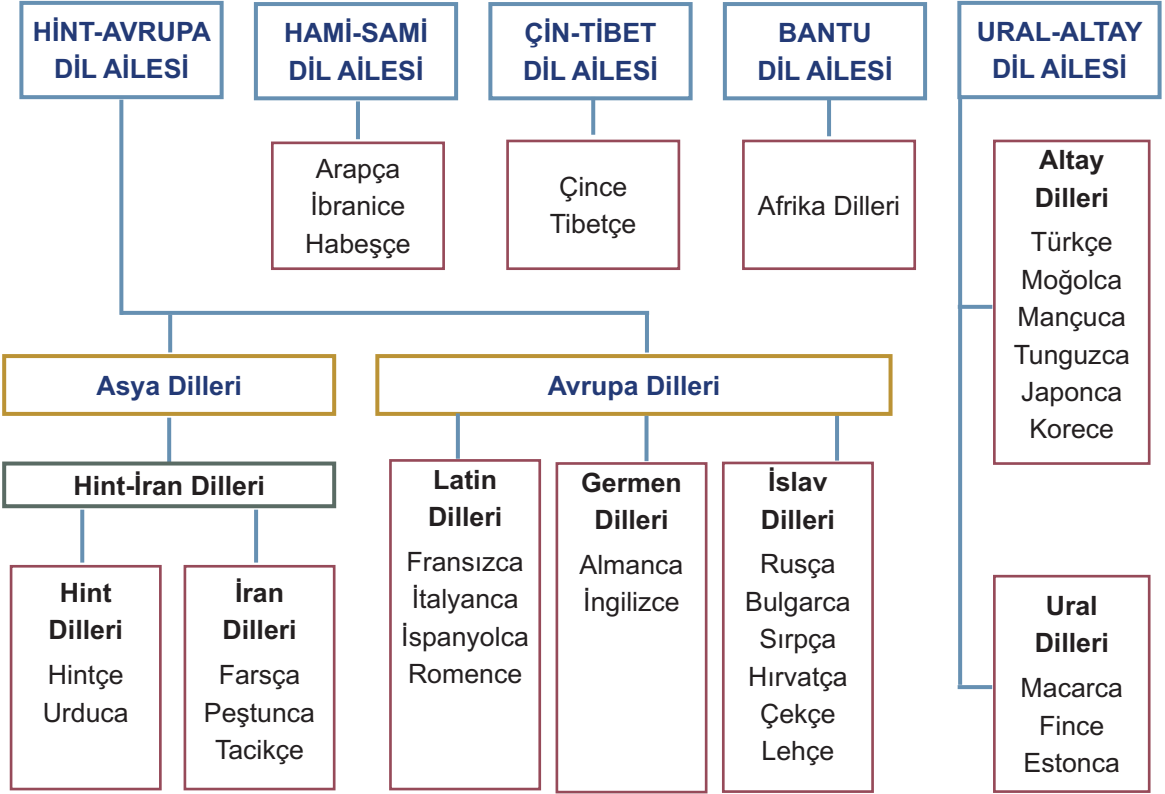 HİNT-AVRUPA
DİL AİLESİ
HAMİ-SAMİ
DİL AİLESİ
ÇİN-TİBET
DİL AİLESİ
BANTU
DİL AİLESİ
URAL-ALTAY
DİL AİLESİ
Arapça
İbranice
Habeşçe
Çince
Tibetçe
Afrika Dilleri
Altay
Dilleri
Türkçe
Moğolca
Mançuca
Tunguzca
Japonca
Korece
Asya Dilleri
Avrupa Dilleri
Hint-İran Dilleri
Hint
Dilleri
Hintçe
Urduca
İran
Dilleri
Farsça
Peştunca
Tacikçe
Latin
Dilleri
Fransızca
İtalyanca
İspanyolca
Romence
Germen
Dilleri
Almanca
İngilizce
İslav
Dilleri
Rusça
Bulgarca
Sırpça
Hırvatça
Çekçe
Lehçe
Ural
Dilleri
Macarca
Fince
Estonca